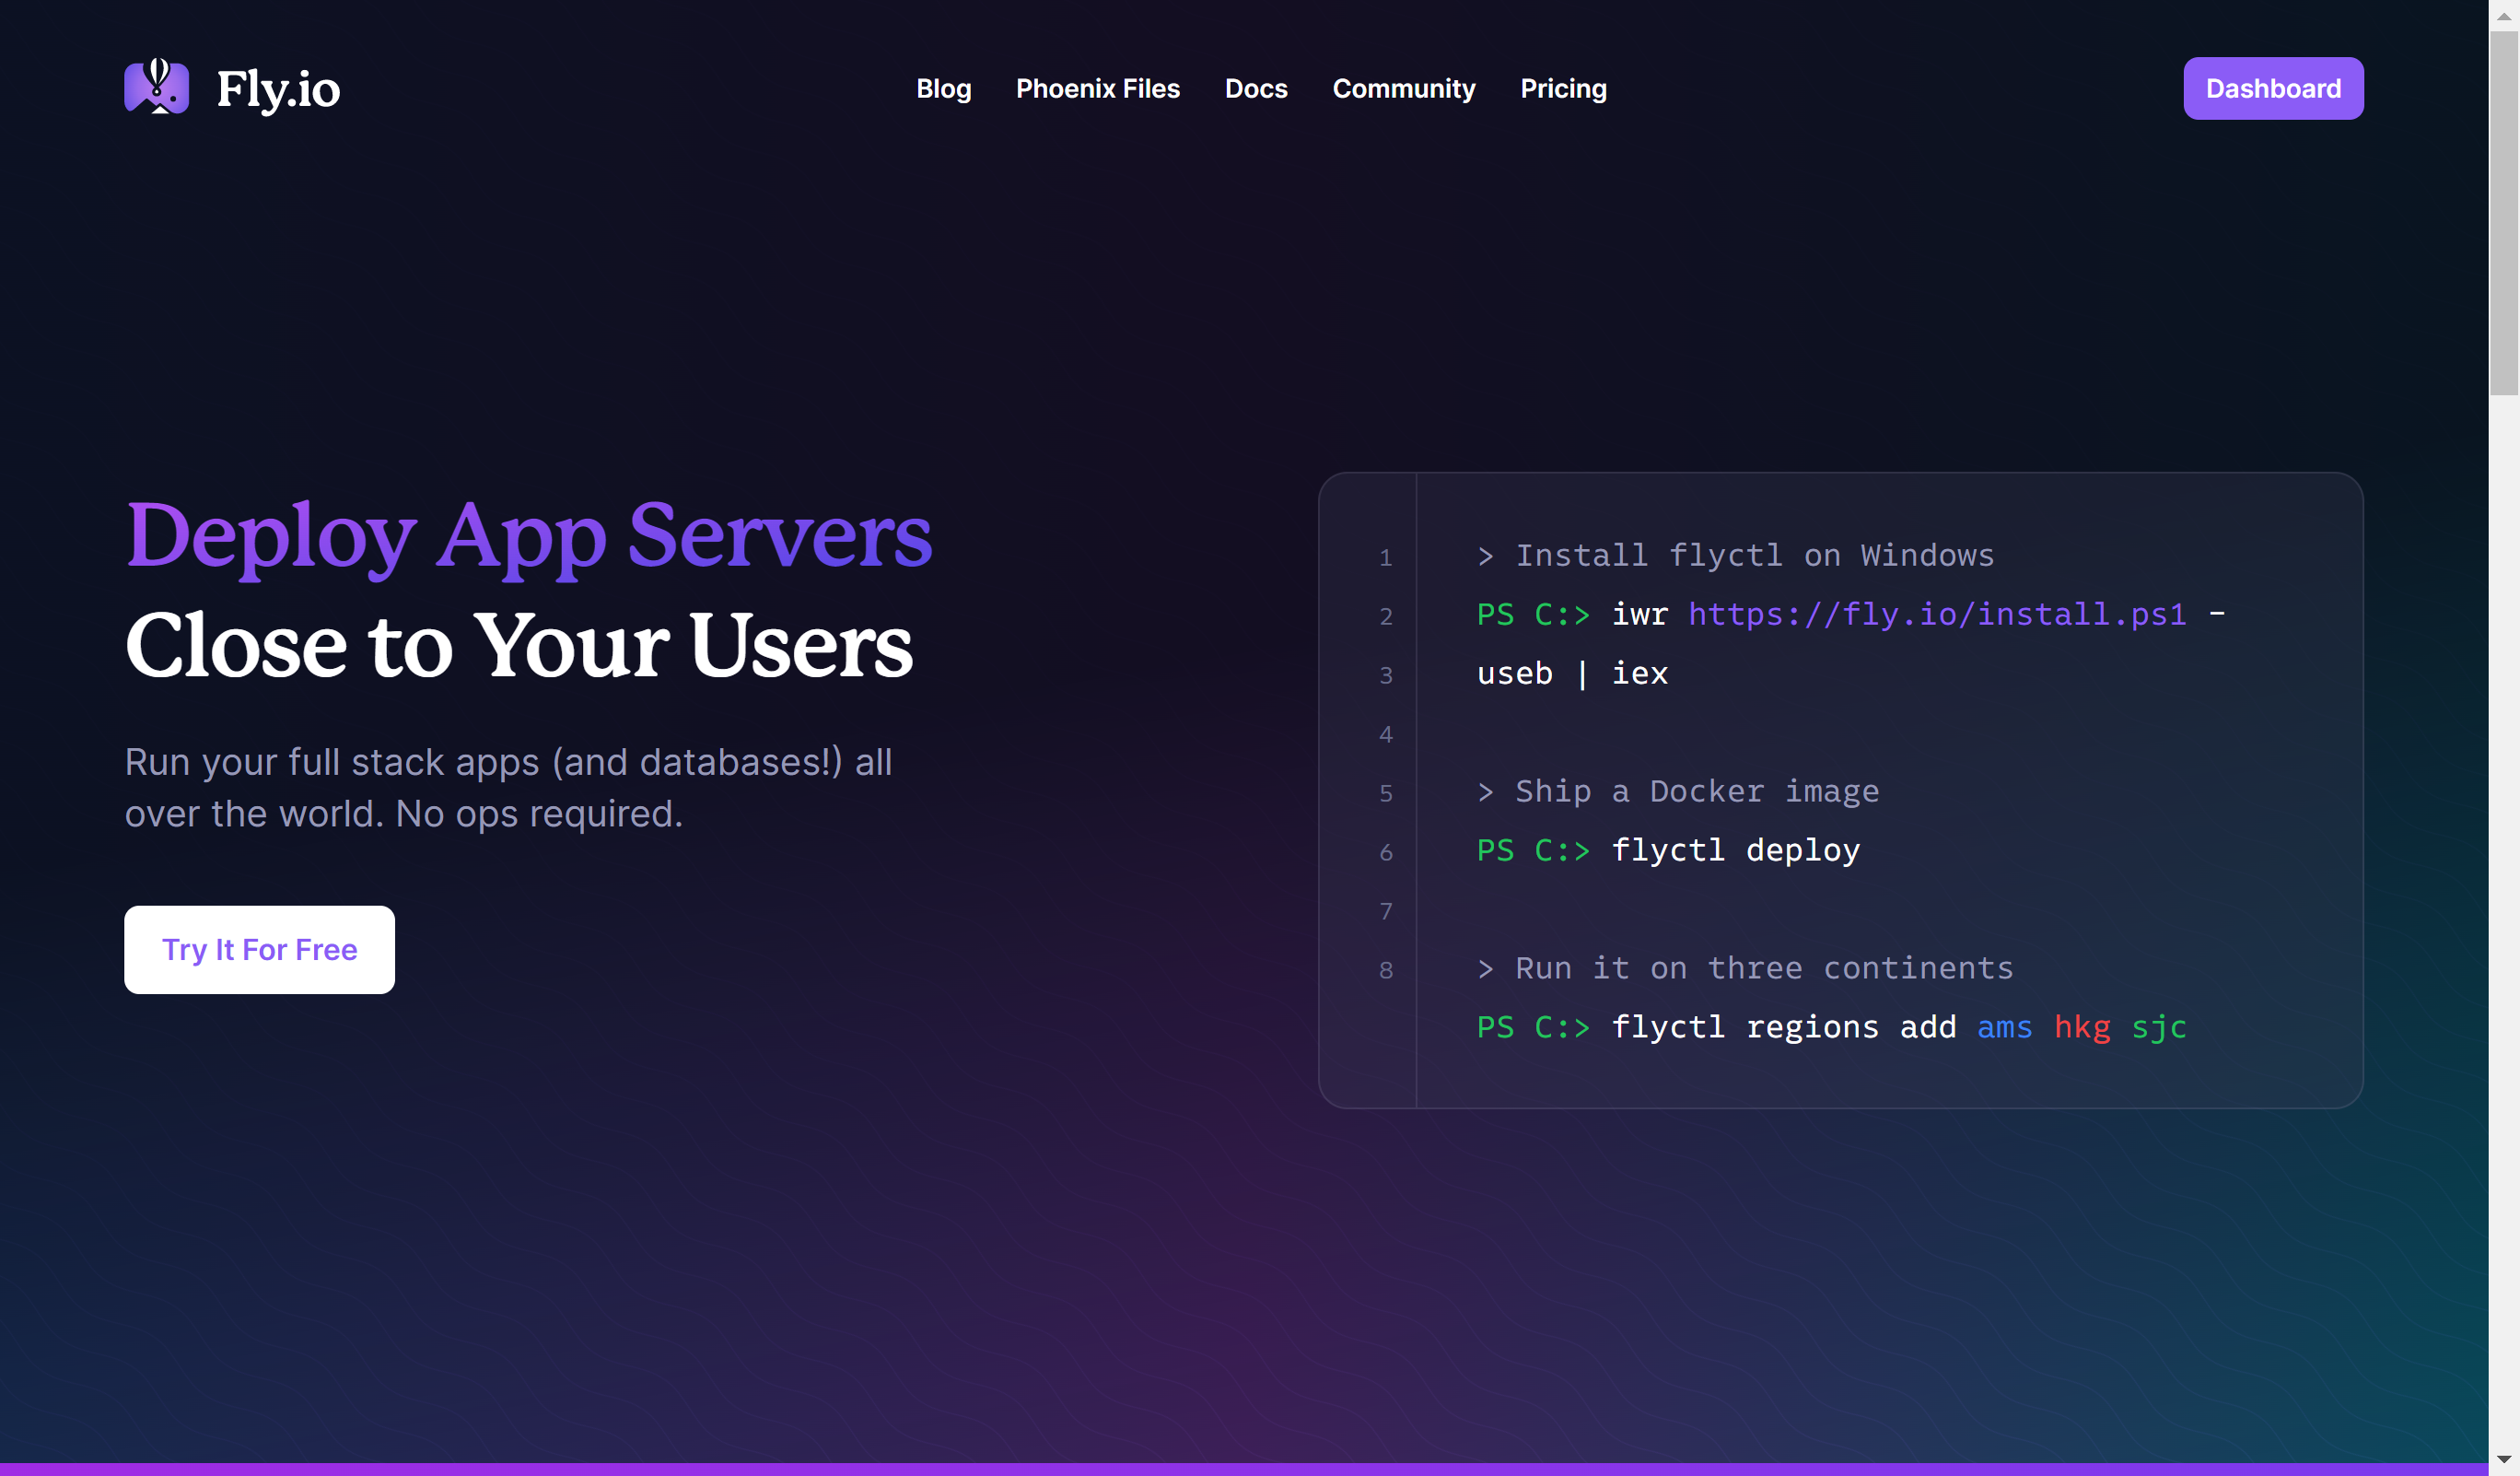 Fly.io
Blog Phoenix Files Docs Community Pricing
Dashboard
Deploy App Servers
Close to Your Users
Run your full stack apps (and databases!) all
over the world. No ops required.
Try It For Free
1 > Install flyctl on Windows
2 PS C:> iwr https://fly.io/install.ps1 -
3 useb | iex
4
5 > Ship a Docker image
6 PS C:> flyctl deploy
7
8 > Run it on three continents
PS C:> flyctl regions add ams hkg sjc